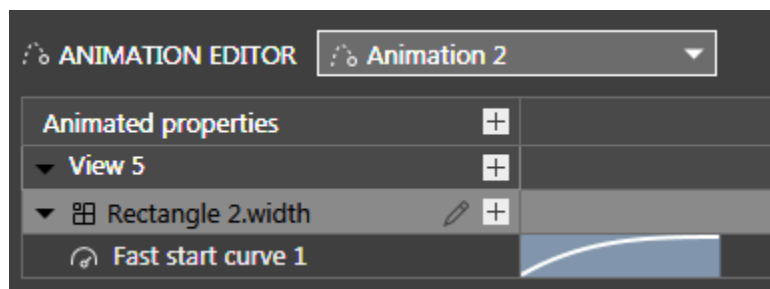 ANIMATION EDITOR Animation 2
Animated properties
View 5
Rectangle 2.width
Fast start curve 1